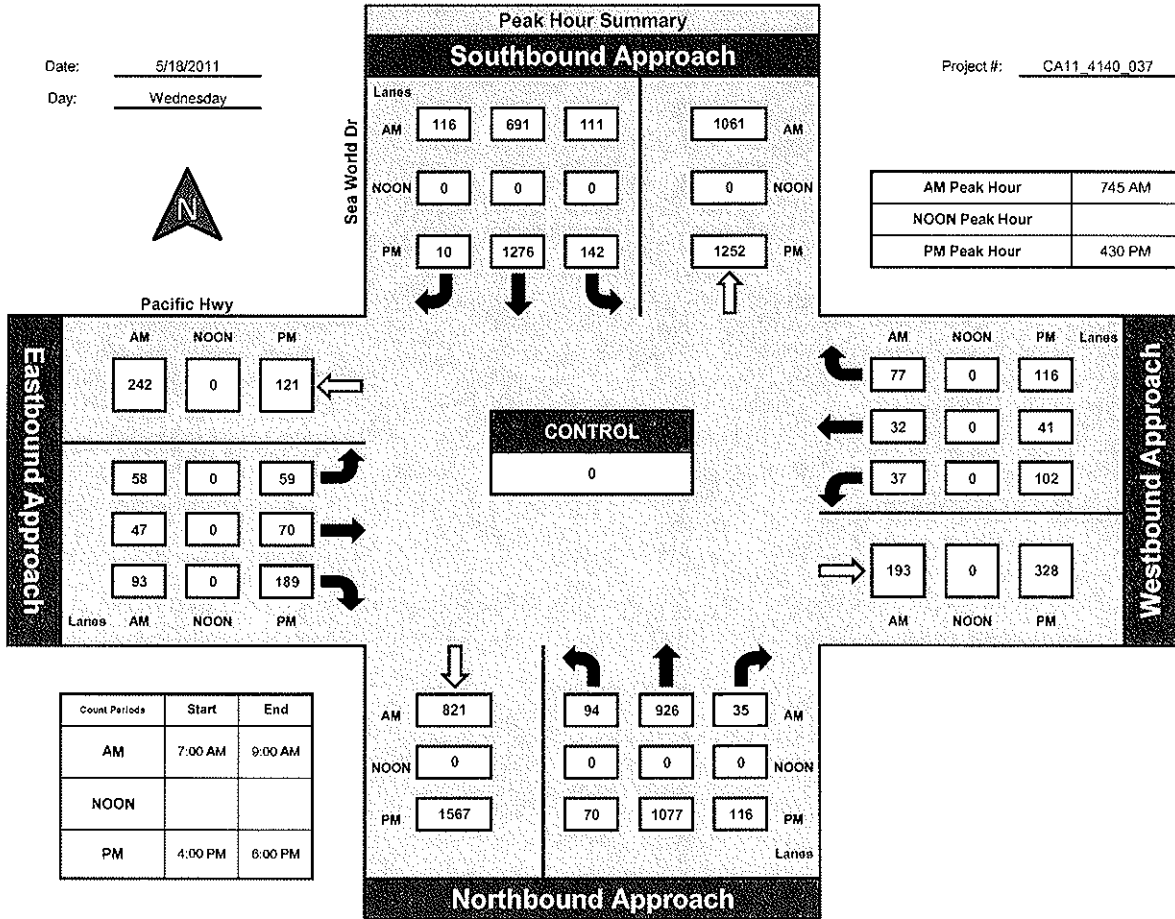 Peak Hour Summary
Southbound Approach
Date: 5/18/2011
Day: Wednesday
Project #: CA11_4140_037
N
Sea World Dr
Lanes
AM 116 691 111 1061 AM
NOON 0 0 0 0 NOON
PM 10 1276 142 1252 PM
AM Peak Hour 745 AM
NOON Peak Hour
PM Peak Hour 430 PM
Pacific Hwy
Eastbound Approach
AM NOON PM
242 0 121
58 0 59
47 0 70
93 0 189
Lanes AM NOON PM
CONTROL
0
AM NOON PM Lanes
77 0 116
32 0 41
37 0 102
193 0 328
AM NOON PM
Westbound Approach
Count Periods Start End
AM 7:00 AM 9:00 AM
NOON
PM 4:00 PM 6:00 PM
AM 821 94 926 35 AM
NOON 0 0 0 0 NOON
PM 1567 70 1077 116 PM
Lanes
Northbound Approach